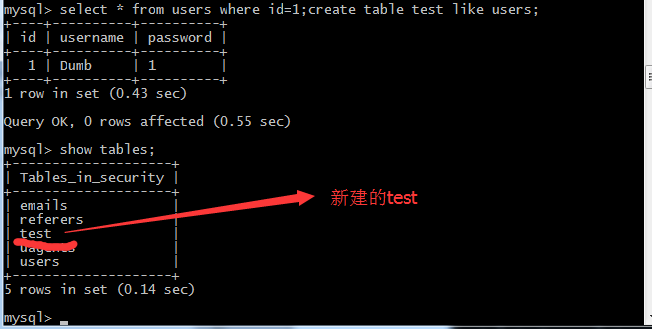 mysql> select * from users where id=1;create table test like users;
+----+----------+----------+
| id | username | password |
+----+----------+----------+
|  1 | Dumb     | 1        |
+----+----------+----------+
1 row in set (0.43 sec)
Query OK, 0 rows affected (0.55 sec)
mysql> show tables;
+--------------------+
| Tables_in_security |
+--------------------+
| emails             |
| referers           |
| test               |
| uagents            |
| users              |
+--------------------+
5 rows in set (0.14 sec)
mysql> _
新建的test